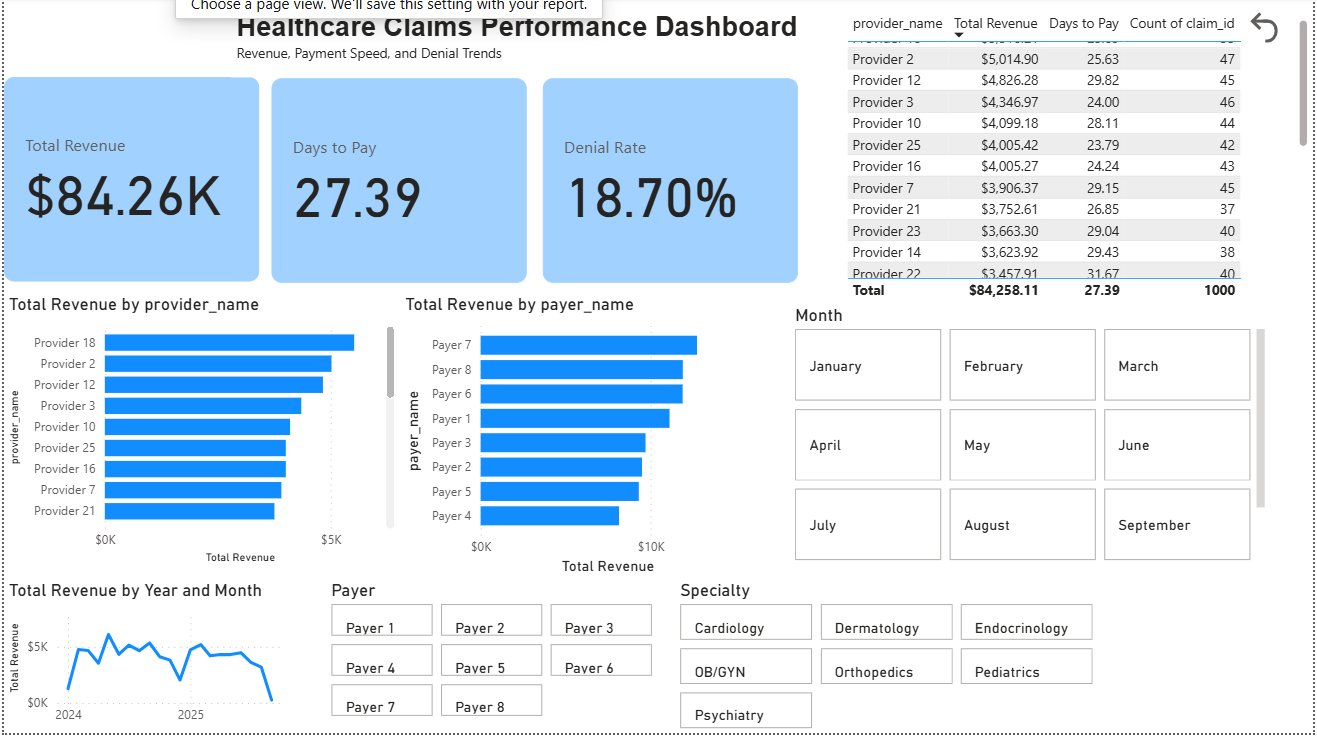 Choose a page view. We'll save this setting with your report.
Healthcare Claims Performance Dashboard
Revenue, Payment Speed, and Denial Trends
Total Revenue
$84.26K
Days to Pay
27.39
Denial Rate
18.70%
provider_name Total Revenue Days to Pay Count of claim_id
Provider 2 $5,014.90 25.63 47
Provider 12 $4,826.28 29.82 45
Provider 3 $4,346.97 24.00 46
Provider 10 $4,099.18 28.11 44
Provider 25 $4,005.42 23.79 42
Provider 16 $4,005.27 24.24 43
Provider 7 $3,906.37 29.15 45
Provider 21 $3,752.61 26.85 37
Provider 23 $3,663.30 29.04 40
Provider 14 $3,623.92 29.43 38
Provider 22 $3,457.91 31.67 40
Total $84,258.11 27.39 1000
Total Revenue by provider_name
provider_name
Provider 18
Provider 2
Provider 12
Provider 3
Provider 10
Provider 25
Provider 16
Provider 7
Provider 21
$0K $5K
Total Revenue
Total Revenue by payer_name
payer_name
Payer 7
Payer 8
Payer 6
Payer 1
Payer 3
Payer 2
Payer 5
Payer 4
$0K $10K
Total Revenue
Month
January February March
April May June
July August September
Total Revenue by Year and Month
Total Revenue
$5K
$0K
2024 2025
Payer
Payer 1 Payer 2 Payer 3
Payer 4 Payer 5 Payer 6
Payer 7 Payer 8
Specialty
Cardiology Dermatology Endocrinology
OB/GYN Orthopedics Pediatrics
Psychiatry